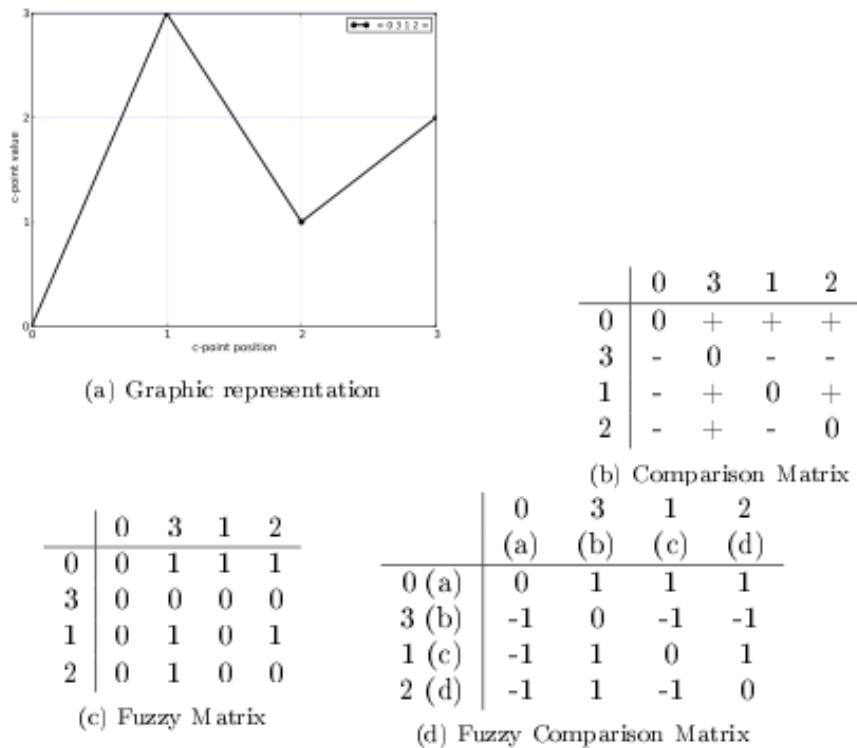 3
= 0 3 1 2 =
2
c-point value
1
0
0 1 2 3
c-point position
(a) Graphic representation
0 3 1 2
0 0 + + +
3 - 0 - -
1 - + 0 +
2 - + - 0
(b) Comparison Matrix
0 3 1 2
0 0 1 1 1
3 0 0 0 0
1 0 1 0 1
2 0 1 0 0
(c) Fuzzy Matrix
0 3 1 2
(a) (b) (c) (d)
0 (a) 0 1 1 1
3 (b) -1 0 -1 -1
1 (c) -1 1 0 1
2 (d) -1 1 -1 0
(d) Fuzzy Comparison Matrix